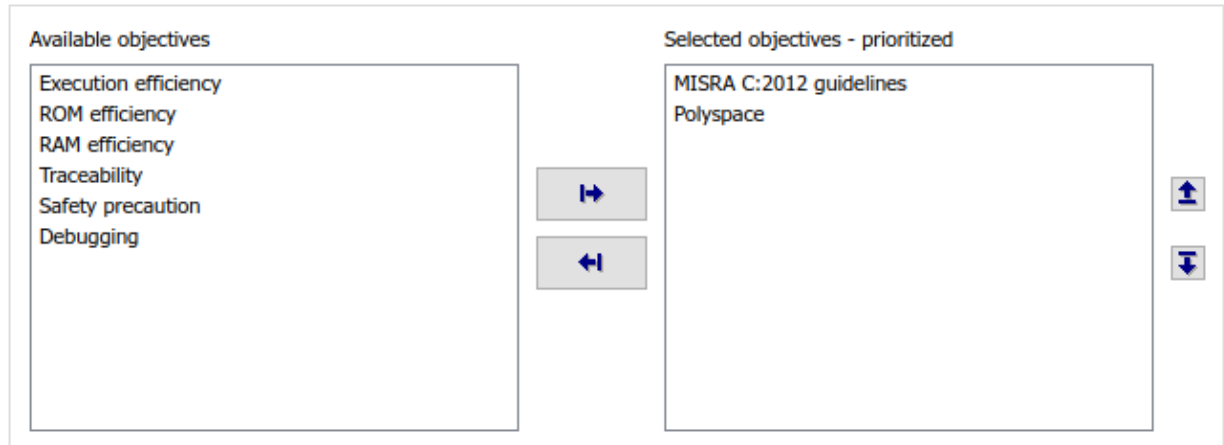 Available objectives
Execution efficiency
ROM efficiency
RAM efficiency
Traceability
Safety precaution
Debugging
Selected objectives - prioritized
MISRA C:2012 guidelines
Polyspace